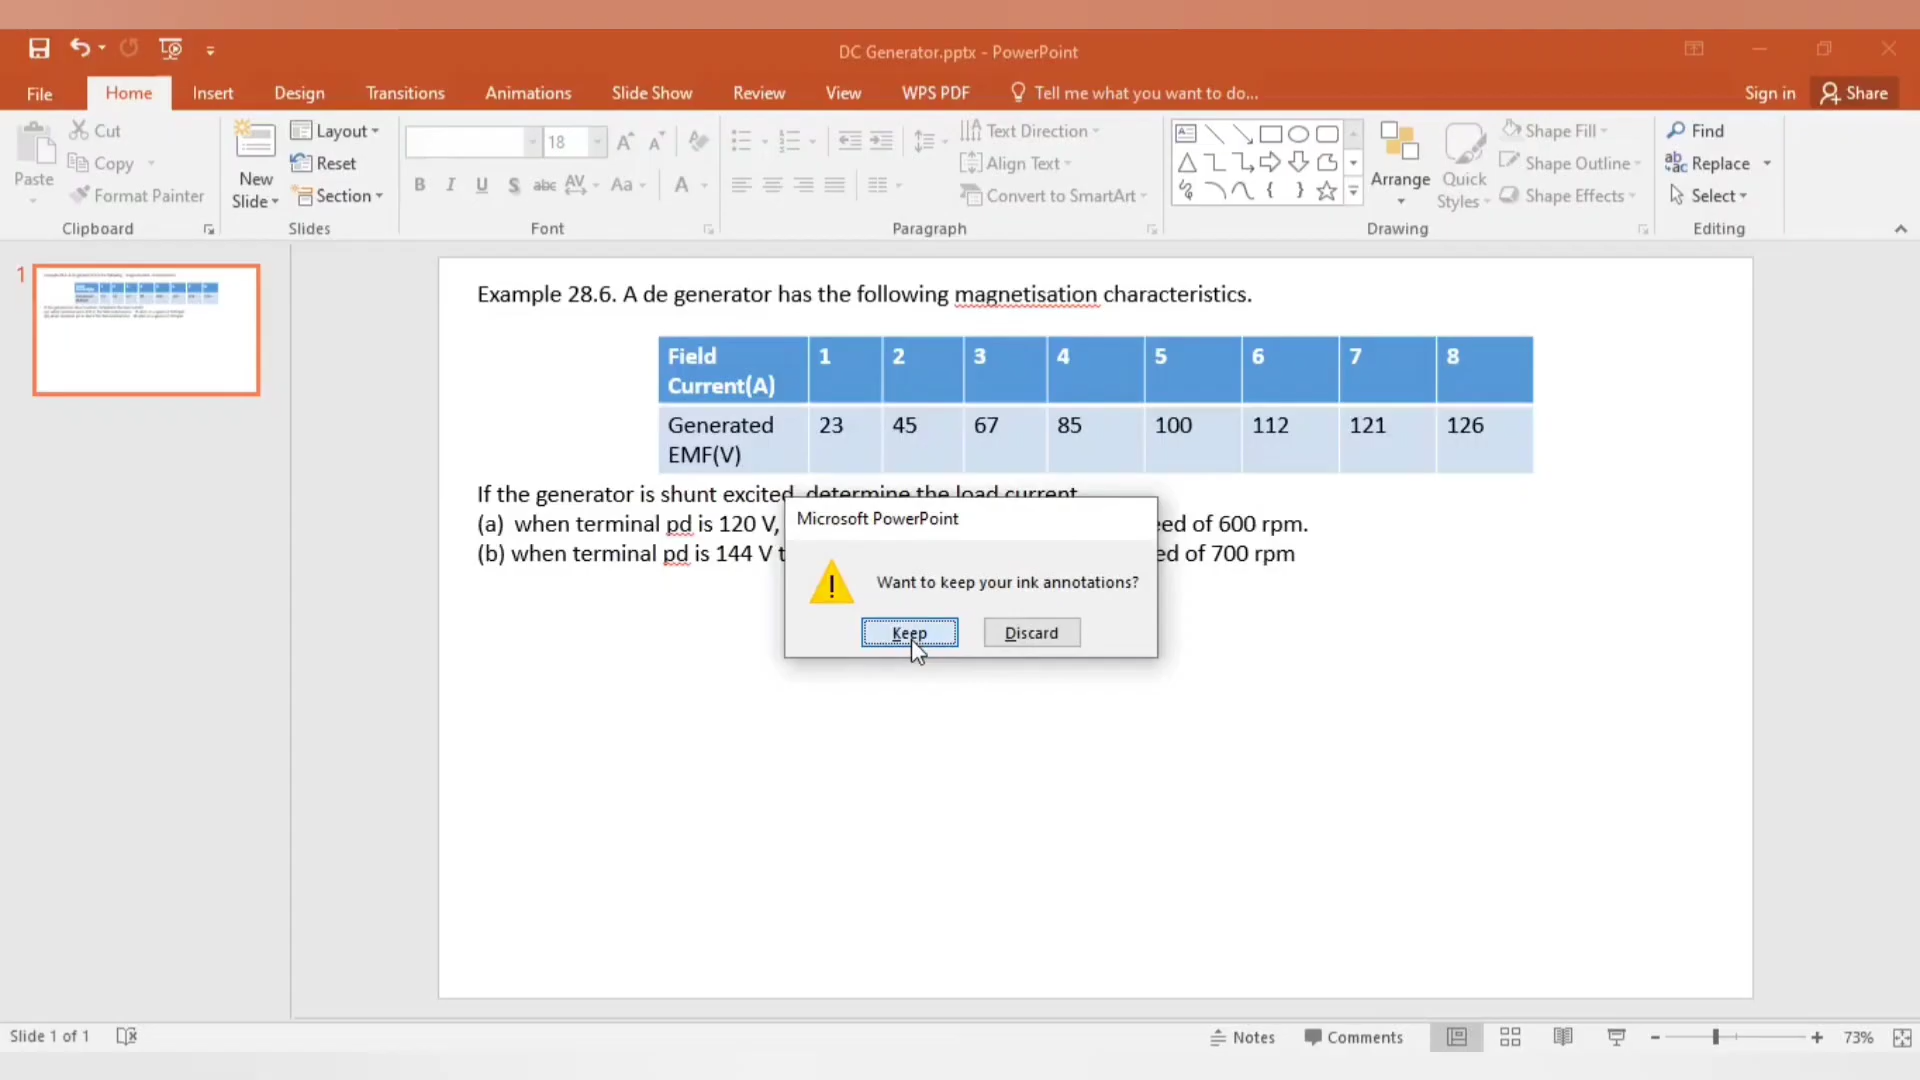 DC Generator.pptx - PowerPoint
File Home Insert Design Transitions Animations Slide Show Review View WPS PDF Tell me what you want to do... Sign in Share
Paste
Cut
Copy
Format Painter
Clipboard
New Slide
Layout
Reset
Section
Slides
18
B I U S abc AV Aa A
Font
Text Direction
Align Text
Convert to SmartArt
Paragraph
Arrange
Quick Styles
Shape Fill
Shape Outline
Shape Effects
Drawing
Find
Replace
Select
Editing
1
Example 28.6. A de generator has the following magnetisation characteristics.
Field Current(A) 1 2 3 4 5 6 7 8
Generated EMF(V) 23 45 67 85 100 112 121 126
If the generator is shunt excited, determine the load current
(a) when terminal pd is 120 V, eed of 600 rpm.
(b) when terminal pd is 144 V ed of 700 rpm
Microsoft PowerPoint
Want to keep your ink annotations?
Keep Discard
Slide 1 of 1 Notes Comments 73%